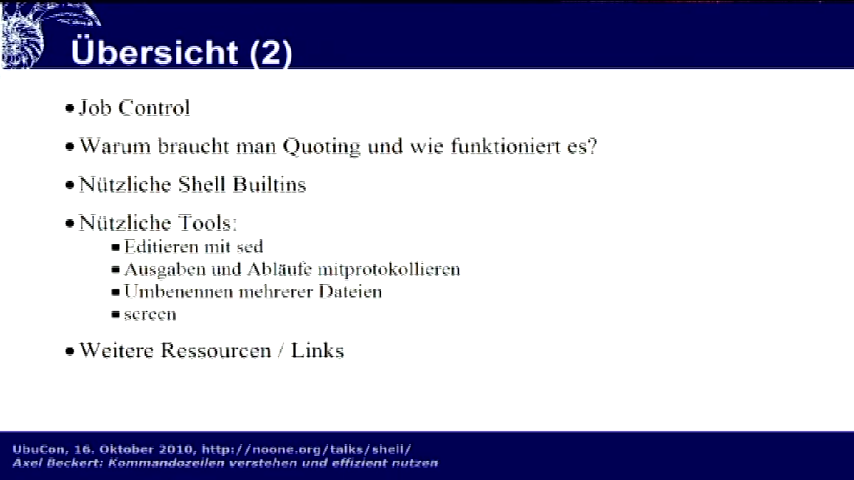 Übersicht (2)
•Job Control
•Warum braucht man Quoting und wie funktioniert es?
•Nützliche Shell Builtins
•Nützliche Tools:
▪Editieren mit sed
▪Ausgaben und Abläufe mitprotokollieren
▪Umbenennen mehrerer Dateien
▪screen
•Weitere Ressourcen / Links
UbuCon, 16. Oktober 2010, http://noone.org/talks/shell/
Axel Beckert: Kommandozeilen verstehen und effizient nutzen